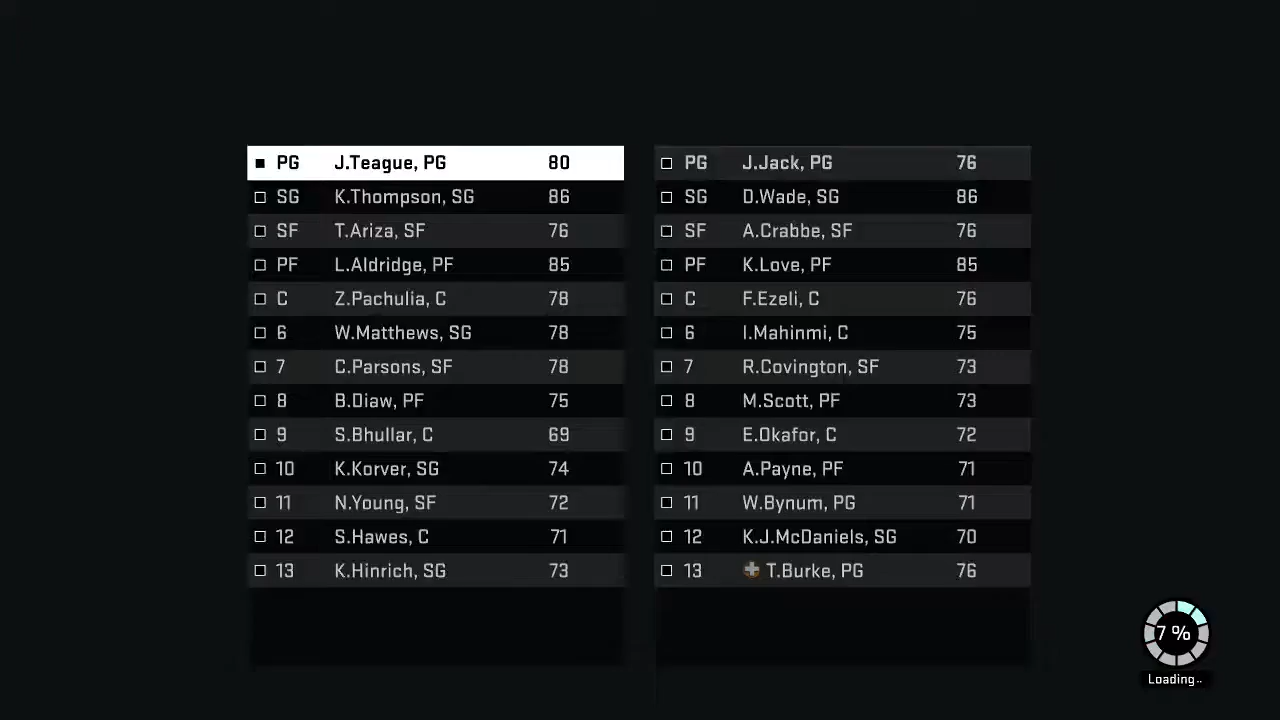 PG J.Teague, PG 80 PG J.Jack, PG 76
SG K.Thompson, SG 86 SG D.Wade, SG 86
SF T.Ariza, SF 76 SF A.Crabbe, SF 76
PF L.Aldridge, PF 85 PF K.Love, PF 85
C Z.Pachulia, C 78 C F.Ezeli, C 76
6 W.Matthews, SG 78 6 I.Mahinmi, C 75
7 C.Parsons, SF 78 7 R.Covington, SF 73
8 B.Diaw, PF 75 8 M.Scott, PF 73
9 S.Bhullar, C 69 9 E.Okafor, C 72
10 K.Korver, SG 74 10 A.Payne, PF 71
11 N.Young, SF 72 11 W.Bynum, PG 71
12 S.Hawes, C 71 12 K.J.McDaniels, SG 70
13 K.Hinrich, SG 73 13 T.Burke, PG 76
7 %
Loading..